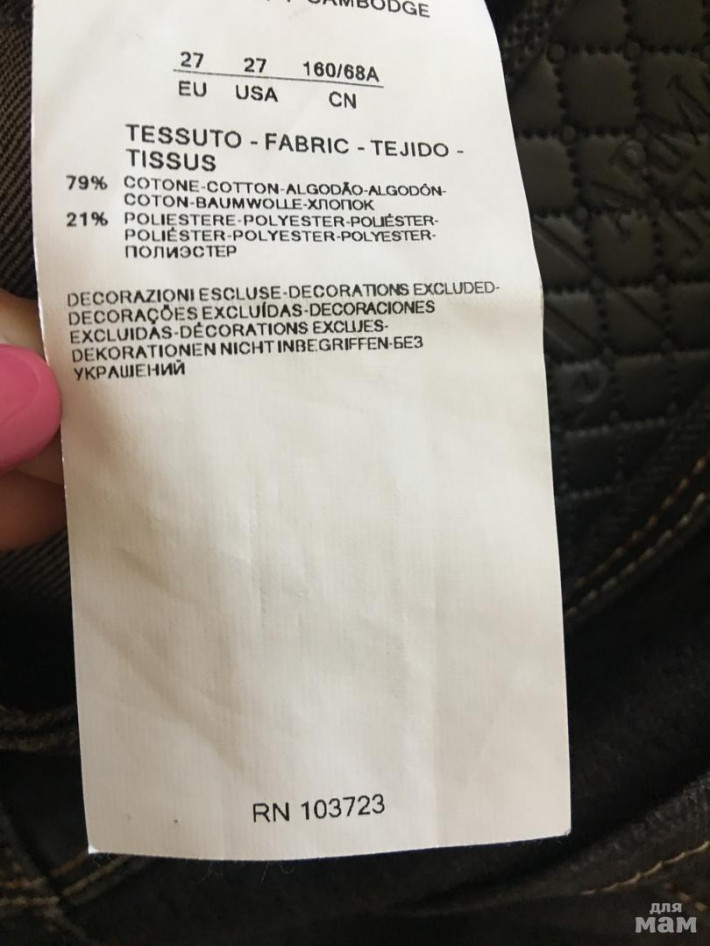 CAMBODGE
27 27 160/68A
EU USA CN
TESSUTO - FABRIC - TEJIDO -
TISSUS
79% COTONE-COTTON-ALGODÃO-ALGODÓN-
COTON-BAUMWOLLE-ХЛОПОК
21% POLIESTERE-POLYESTER-POLIÉSTER-
POLIÉSTER-POLYESTER-POLYESTER-
ПОЛИЭСТЕР
DECORAZIONI ESCLUSE-DECORATIONS EXCLUDED-
DECORAÇÕES EXCLUÍDAS-DECORACIONES
EXCLUIDAS-DÉCORATIONS EXCLUES-
DEKORATIONEN NICHT INBEGRIFFEN-БЕЗ
УКРАШЕНИЙ
RN 103723
для
мам